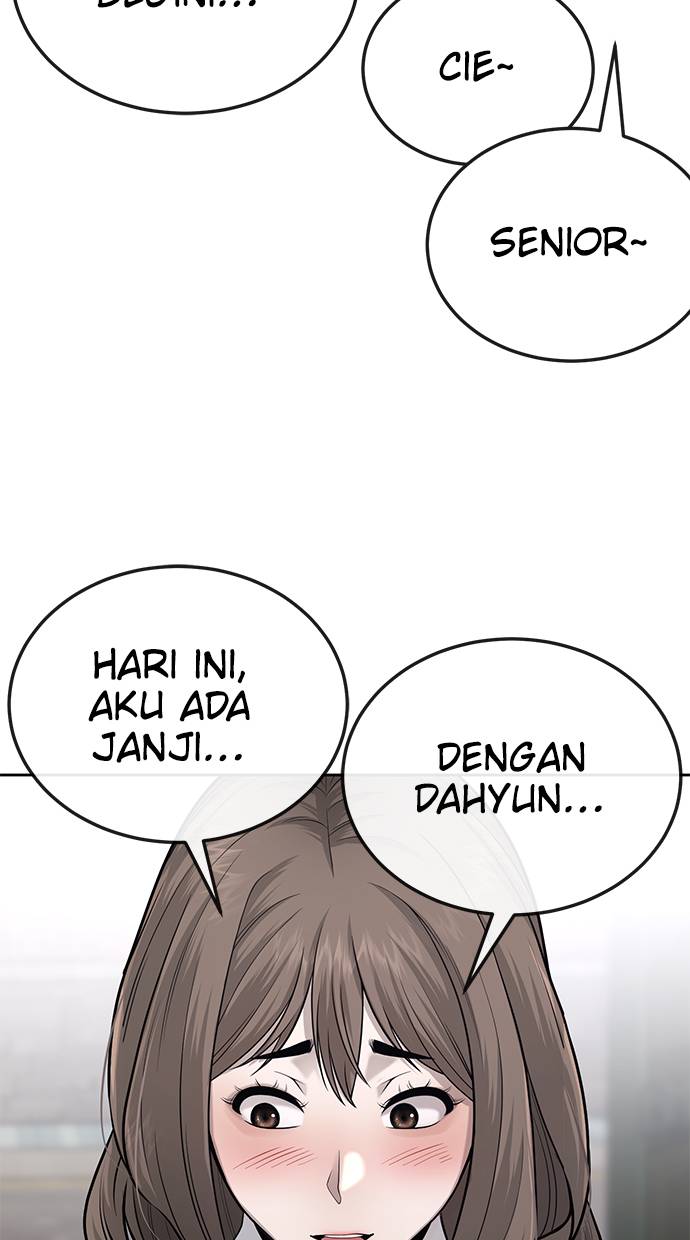 CIE~
SENIOR~
HARI INI,
AKU ADA
JANJI...
DENGAN
DAHYUN...